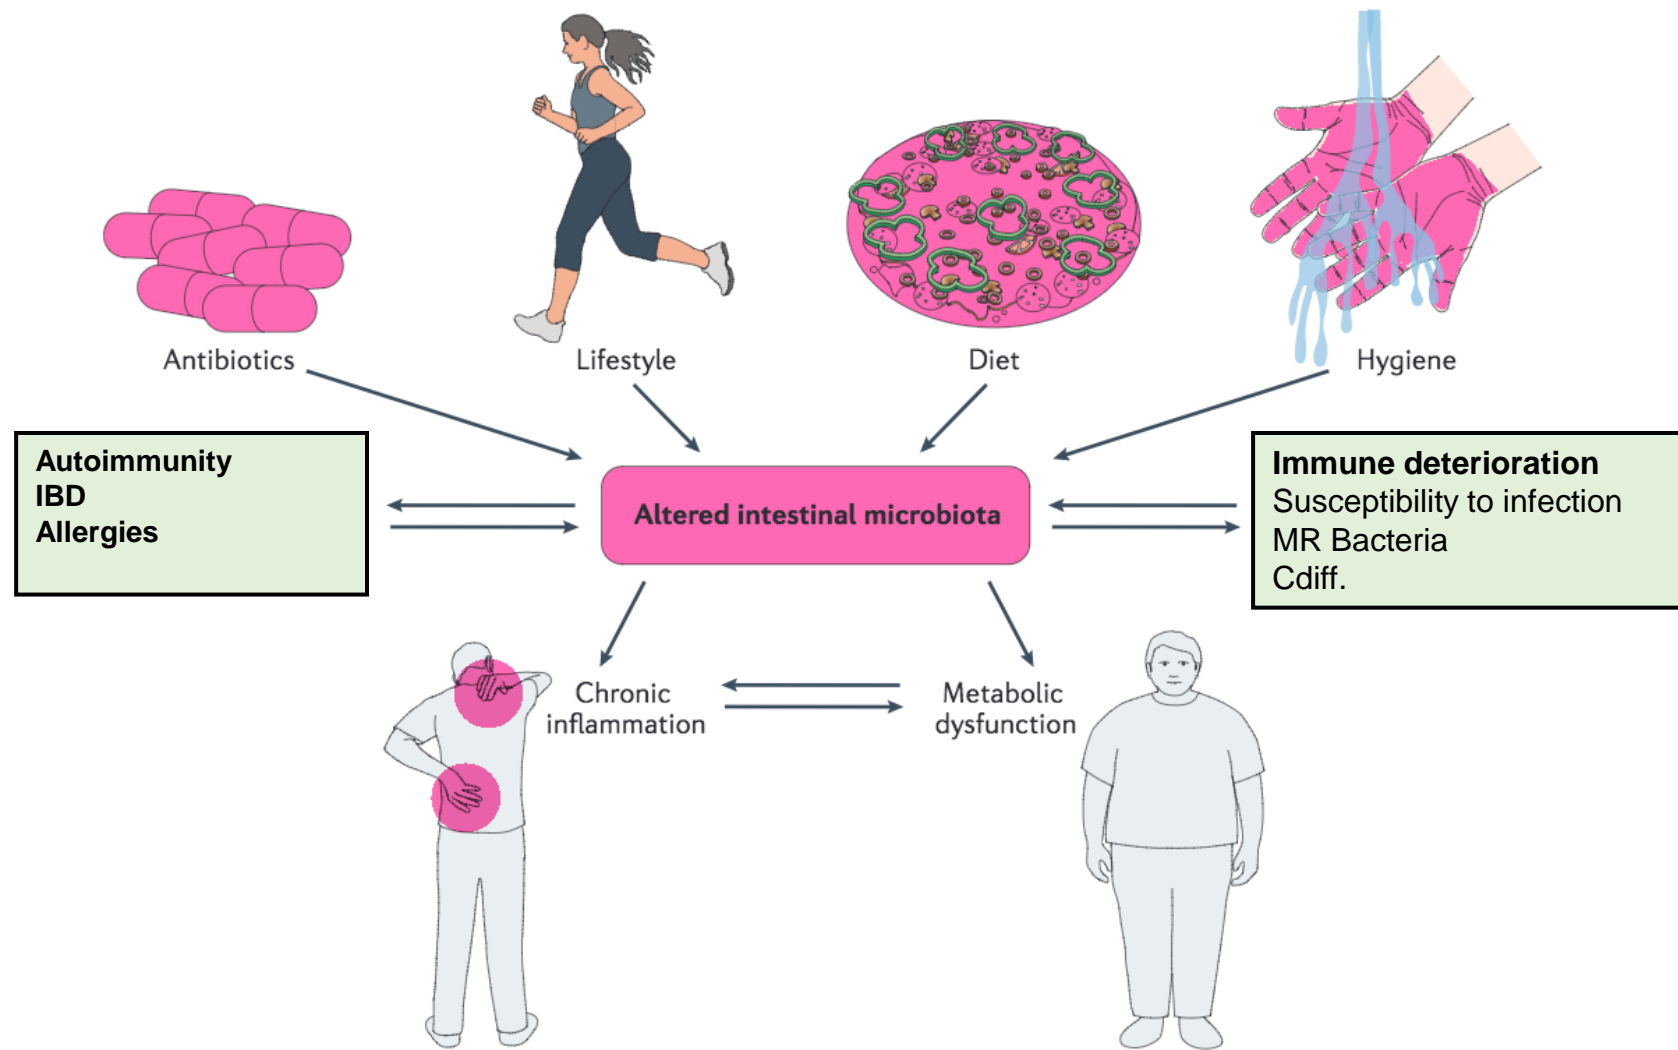 Antibiotics
Lifestyle
Diet
Hygiene
Autoimmunity
IBD
Allergies
Altered intestinal microbiota
Immune deterioration
Susceptibility to infection
MR Bacteria
Cdiff.
Chronic
inflammation
Metabolic
dysfunction